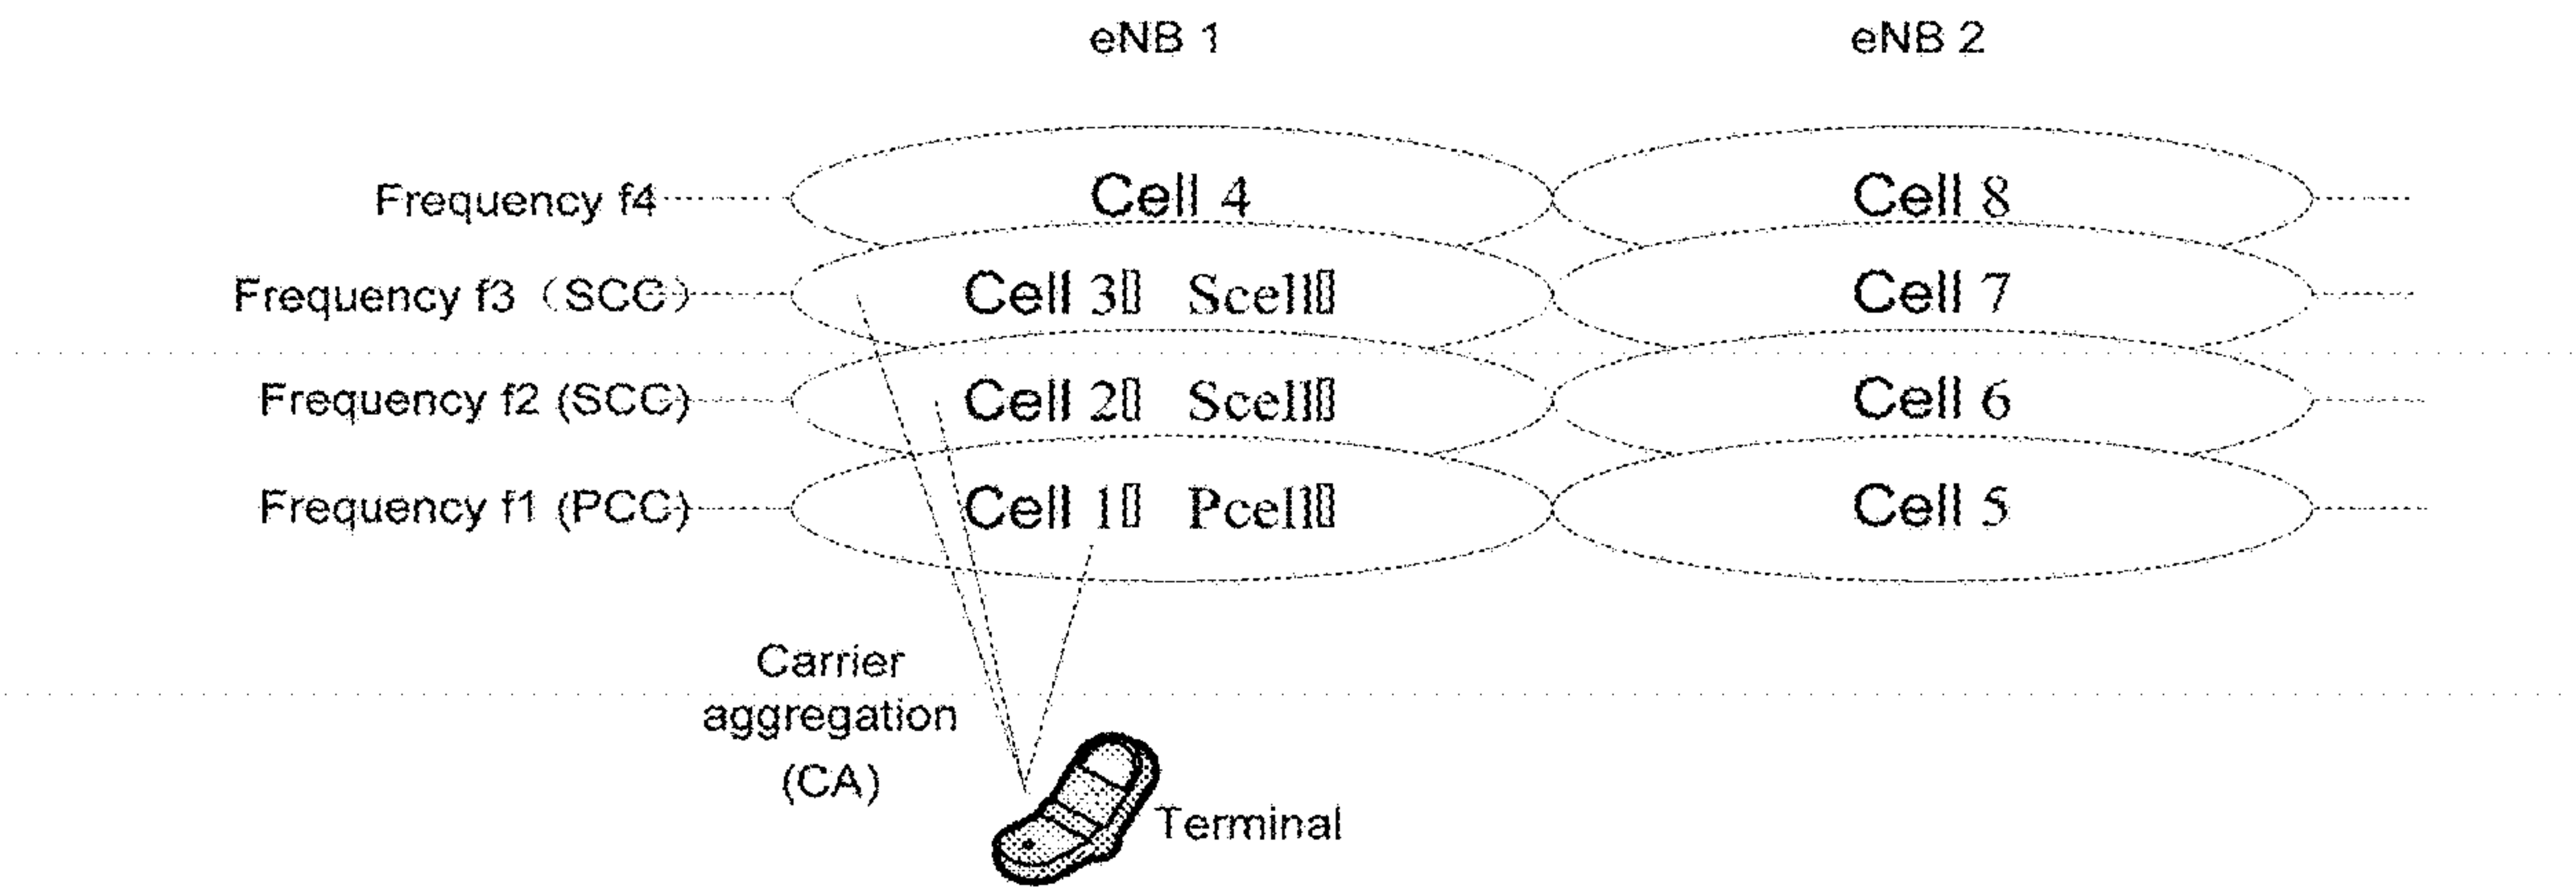 eNB 1 eNB 2
Frequency f4 Cell 4 Cell 8
Frequency f3（SCC） Cell 3▯ Scell▯ Cell 7
Frequency f2 (SCC) Cell 2▯ Scell▯ Cell 6
Frequency f1 (PCC) Cell 1▯ Pcell▯ Cell 5
Carrier
aggregation
(CA)
Terminal